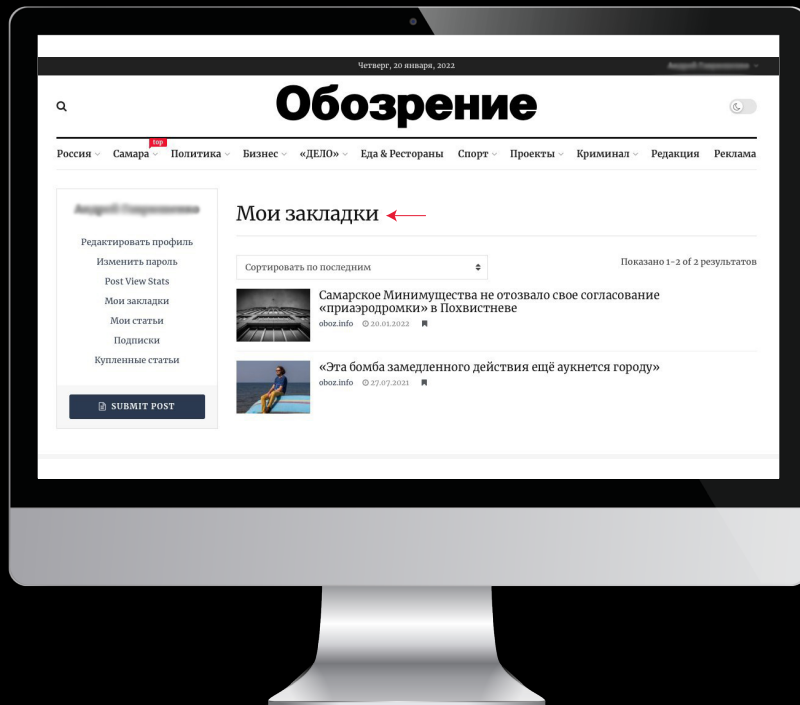 Четверг, 20 января, 2022
Обозрение
top
Россия Самара Политика Бизнес «ДЕЛО» Еда & Рестораны Спорт Проекты Криминал Редакция Реклама
Редактировать профиль
Изменить пароль
Post View Stats
Мои закладки
Мои статьи
Подписки
Купленные статьи
SUBMIT POST
Мои закладки
Сортировать по последним
Показано 1-2 of 2 результатов
Самарское Минимущества не отозвало свое согласование
«приаэродромки» в Похвистневе
oboz.info 20.01.2022
«Эта бомба замедленного действия ещё аукнется городу»
oboz.info 27.07.2021